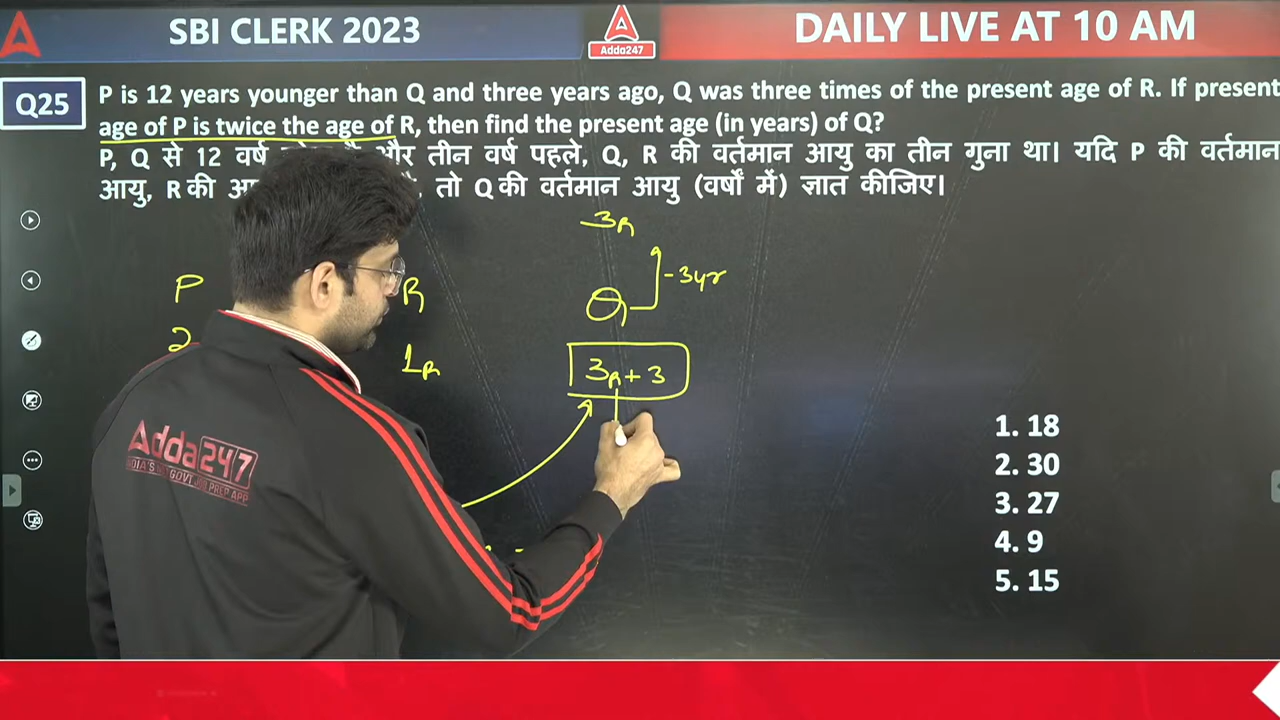 SBI CLERK 2023
Adda247
DAILY LIVE AT 10 AM
Q25
P is 12 years younger than Q and three years ago, Q was three times of the present age of R. If present
age of P is twice the age of R, then find the present age (in years) of Q?
P, Q से 12 वर्ष और तीन वर्ष पहले, Q, R की वर्तमान आयु का तीन गुना था। यदि P की वर्तमान
आयु, R की तो Q की वर्तमान आयु (वर्षों में) ज्ञात कीजिए।
3R
P R Q -3yr
2 1R 3R+3
1. 18
2. 30
3. 27
4. 9
5. 15
Adda247